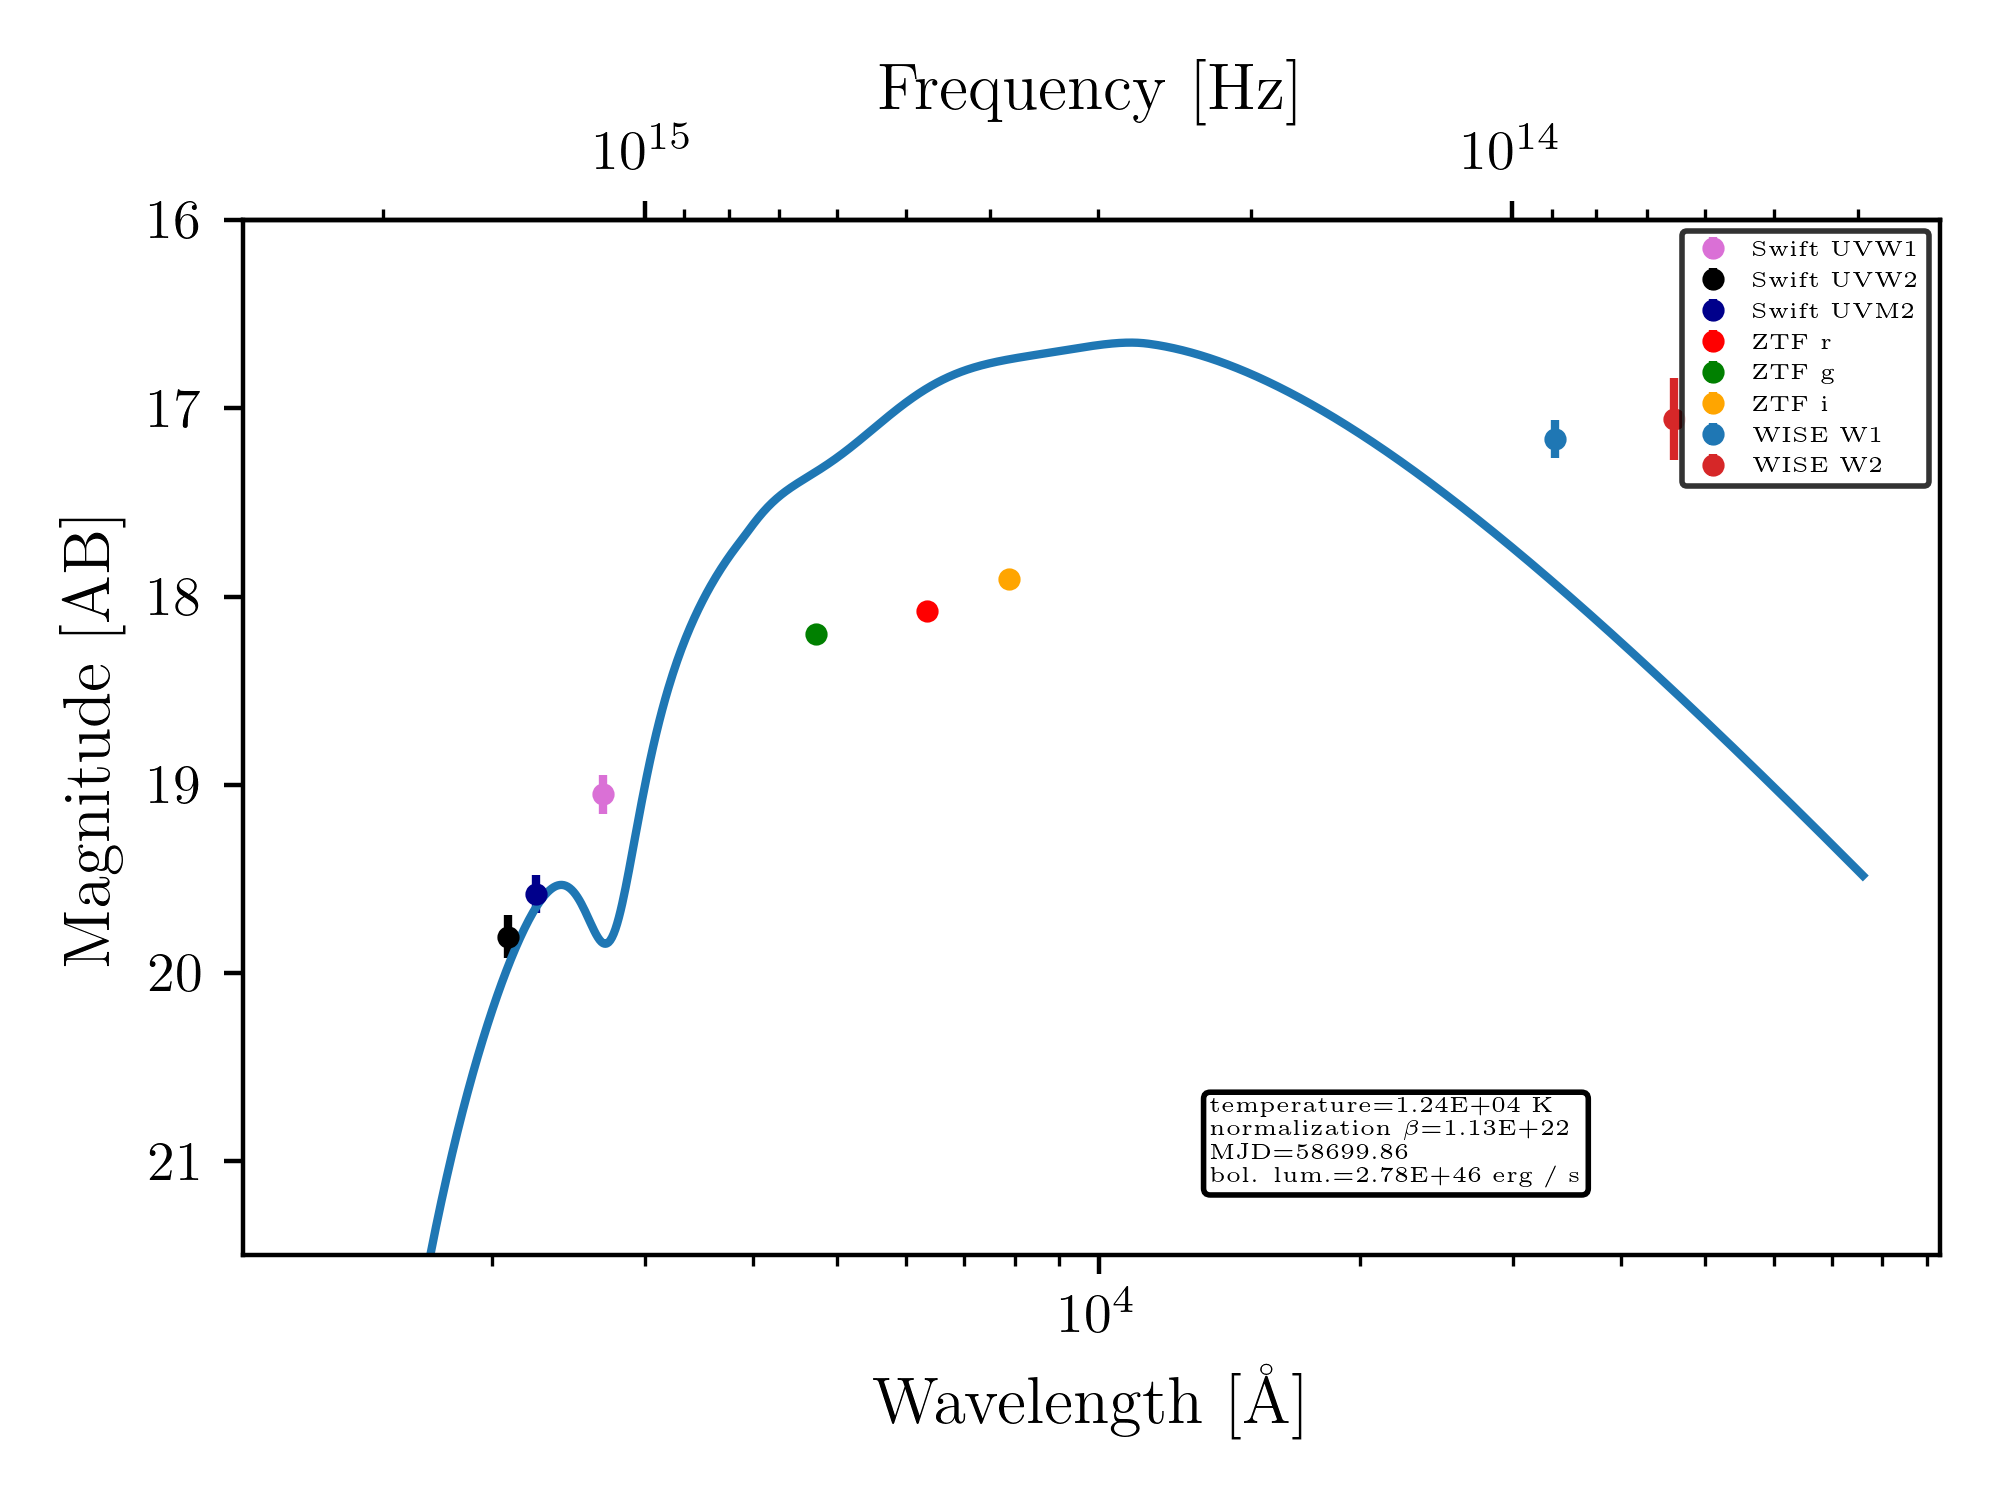 Frequency [Hz]
10^15 10^14
16
17
18
19
20
21
Magnitude [AB]
Swift UVW1
Swift UVW2
Swift UVM2
ZTF r
ZTF g
ZTF i
WISE W1
WISE W2
temperature=1.24E+04 K
normalization β=1.13E+22
MJD=58699.86
bol. lum.=2.78E+46 erg / s
10^4
Wavelength [Å]